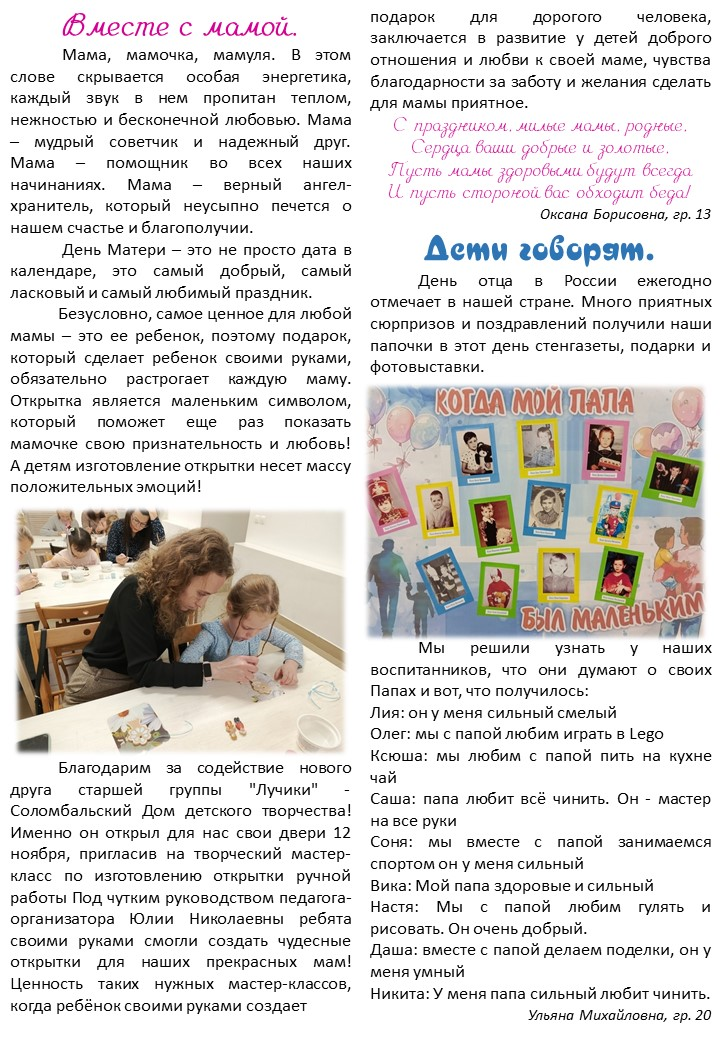 Вместе с мамой.
Мама, мамочка, мамуля. В этом
слове скрывается особая энергетика,
каждый звук в нем пропитан теплом,
нежностью и бесконечной любовью. Мама
– мудрый советчик и надежный друг.
Мама – помощник во всех наших
начинаниях. Мама – верный ангел-
хранитель, который неусыпно печется о
нашем счастье и благополучии.
День Матери – это не просто дата в
календаре, это самый добрый, самый
ласковый и самый любимый праздник.
Безусловно, самое ценное для любой
мамы – это ее ребенок, поэтому подарок,
который сделает ребенок своими руками,
обязательно растрогает каждую маму.
Открытка является маленьким символом,
который поможет еще раз показать
мамочке свою признательность и любовь!
А детям изготовление открытки несет массу
положительных эмоций!
Благодарим за содействие нового
друга старшей группы "Лучики" -
Соломбальский Дом детского творчества!
Именно он открыл для нас свои двери 12
ноября, пригласив на творческий мастер-
класс по изготовлению открытки ручной
работы Под чутким руководством педагога-
организатора Юлии Николаевны ребята
своими руками смогли создать чудесные
открытки для наших прекрасных мам!
Ценность таких нужных мастер-классов,
когда ребёнок своими руками создает
подарок для дорогого человека,
заключается в развитие у детей доброго
отношения и любви к своей маме, чувства
благодарности за заботу и желания сделать
для мамы приятное.
С праздником, милые мамы, родные,
Сердца ваши добрые и золотые.
Пусть мамы здоровыми будут всегда
И пусть стороной вас обходит беда!
Оксана Борисовна, гр. 13
Дети говорят.
День отца в России ежегодно
отмечает в нашей стране. Много приятных
сюрпризов и поздравлений получили наши
папочки в этот день стенгазеты, подарки и
фотовыставки.
КОГДА МОЙ ПАПА
БЫЛ МАЛЕНЬКИМ
Мы решили узнать у наших
воспитанников, что они думают о своих
Папах и вот, что получилось:
Лия: он у меня сильный смелый
Олег: мы с папой любим играть в Lego
Ксюша: мы любим с папой пить на кухне
чай
Саша: папа любит всё чинить. Он - мастер
на все руки
Соня: мы вместе с папой занимаемся
спортом он у меня сильный
Вика: Мой папа здоровые и сильный
Настя: Мы с папой любим гулять и
рисовать. Он очень добрый.
Даша: вместе с папой делаем поделки, он у
меня умный
Никита: У меня папа сильный любит чинить.
Ульяна Михайловна, гр. 20